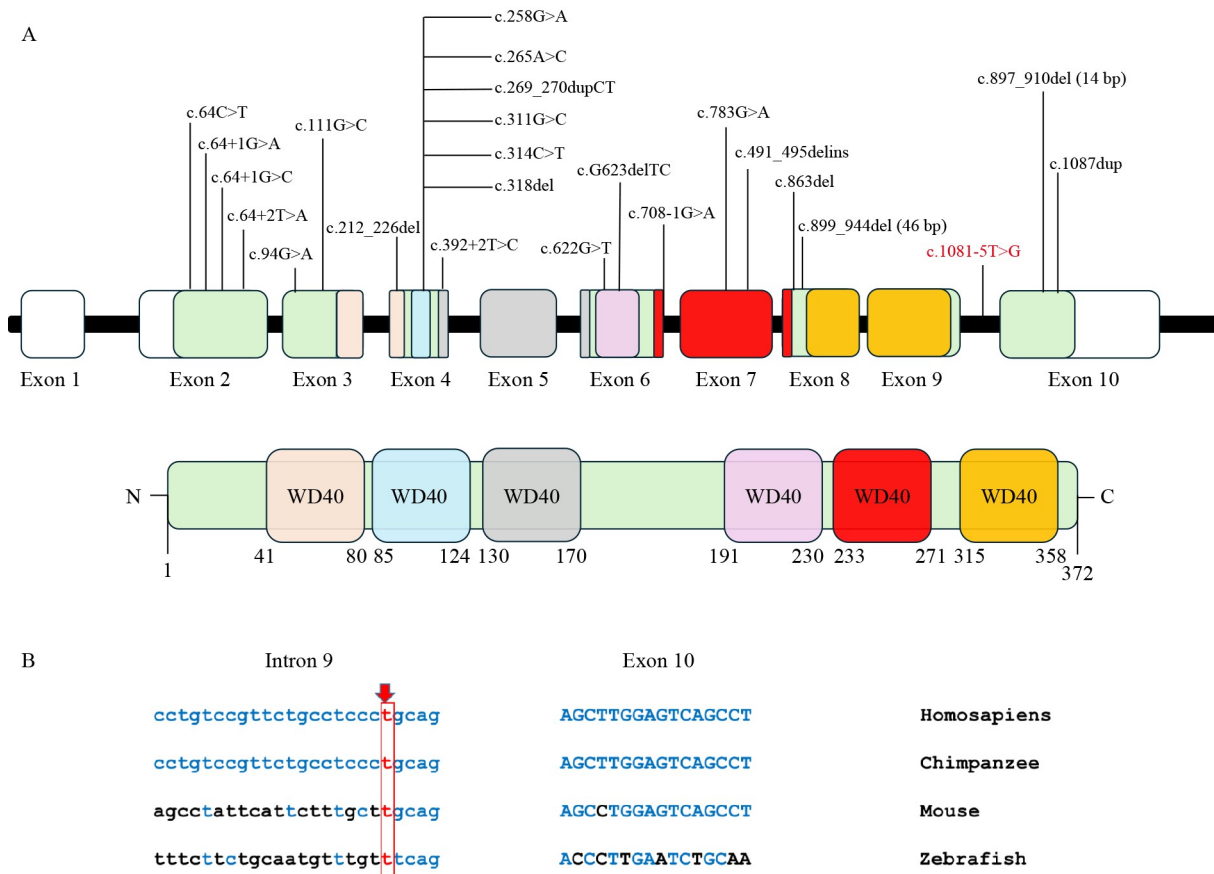 A
c.258G>A
c.265A>C
c.269_270dupCT
c.311G>C
c.314C>T
c.318del
c.64C>T
c.64+1G>A
c.64+1G>C
c.64+2T>A
c.94G>A
c.111G>C
c.212_226del
c.392+2T>C
c.622G>T
c.G623delTC
c.708-1G>A
c.783G>A
c.491_495delins
c.863del
c.899_944del (46 bp)
c.1081-5T>G
c.897_910del (14 bp)
c.1087dup
Exon 1 Exon 2 Exon 3 Exon 4 Exon 5 Exon 6 Exon 7 Exon 8 Exon 9 Exon 10
N WD40 WD40 WD40 WD40 WD40 WD40 C
41 80 85 124 130 170 191 230 233 271 315 358
1 372
B Intron 9 Exon 10
cctgtccgttctgcctccctgcag AGCTTGGAGTCAGCCT Homosapiens
cctgtccgttctgcctccctgcag AGCTTGGAGTCAGCCT Chimpanzee
agcctattcattctttgcttgcag AGCCTGGAGTCAGCCT Mouse
tttcttctgcaatgtttgttttcag ACCCTTGAATCTGCAA Zebrafish